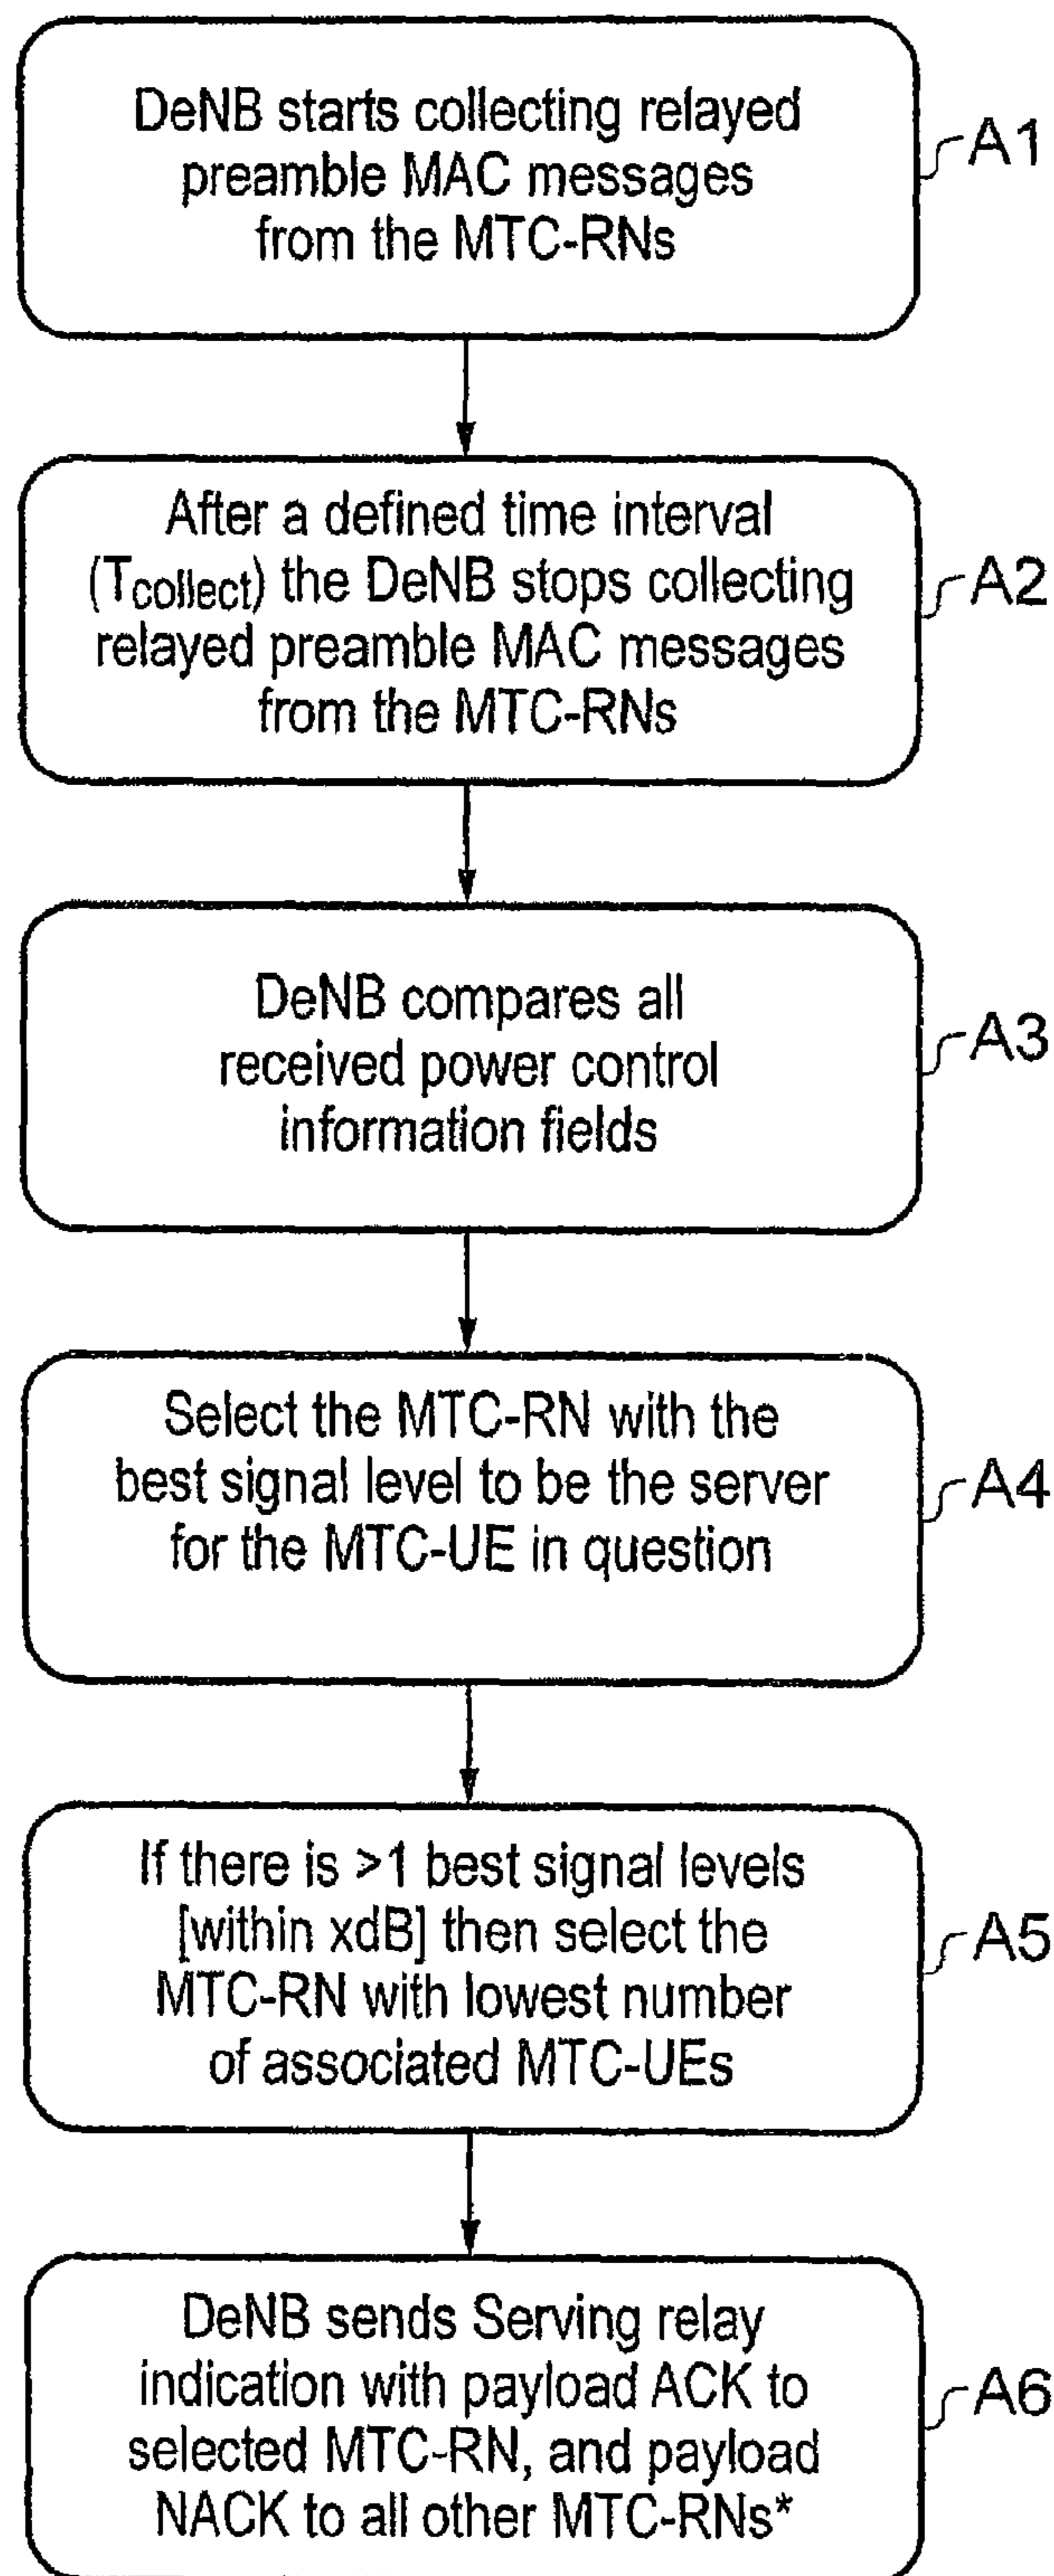 DeNB starts collecting relayed
preamble MAC messages
from the MTC-RNs
A1
After a defined time interval
(Tcollect) the DeNB stops collecting
relayed preamble MAC messages
from the MTC-RNs
A2
DeNB compares all
received power control
information fields
A3
Select the MTC-RN with the
best signal level to be the server
for the MTC-UE in question
A4
If there is >1 best signal levels
[within xdB] then select the
MTC-RN with lowest number
of associated MTC-UEs
A5
DeNB sends Serving relay
indication with payload ACK to
selected MTC-RN, and payload
NACK to all other MTC-RNs*
A6